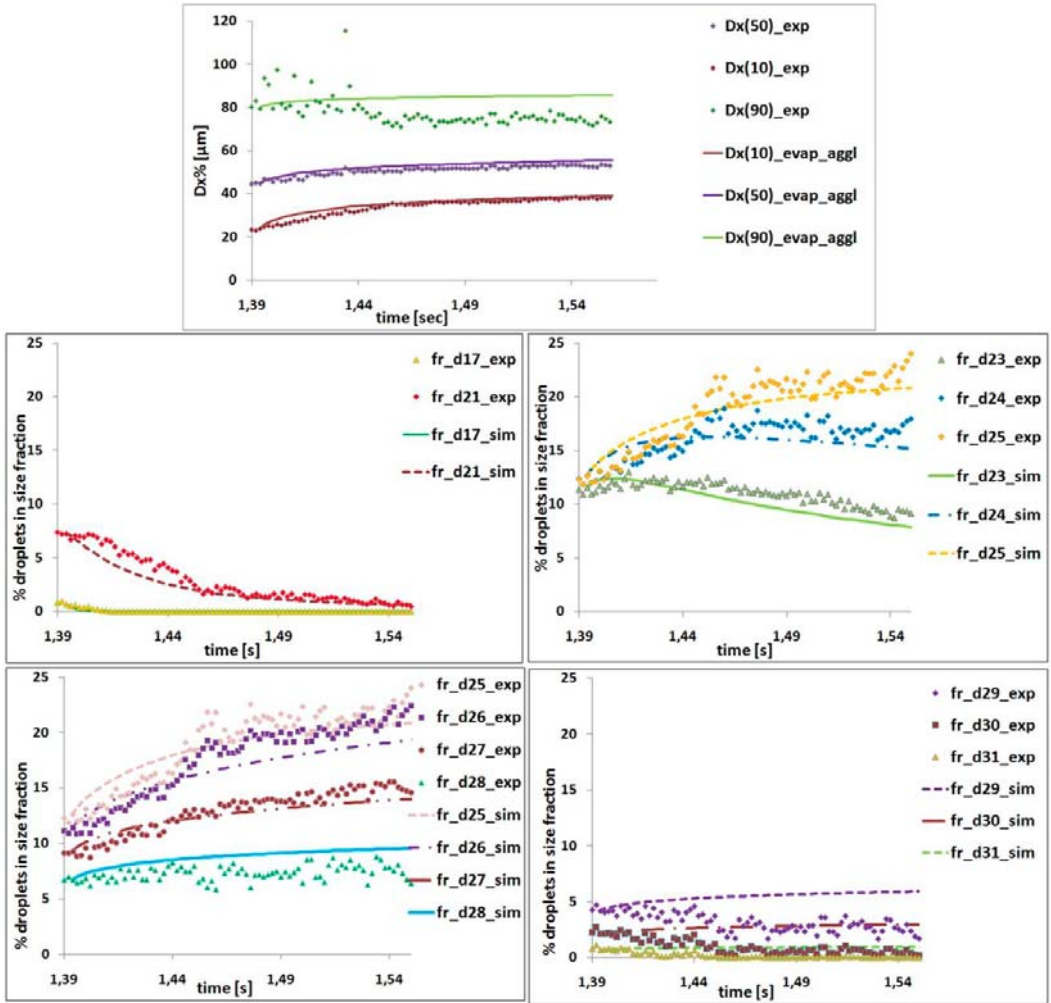 120
100
80
60
40
20
0
Dx% [µm]
1,39
1,44
1,49
1,54
time [sec]
Dx(50)_exp
Dx(10)_exp
Dx(90)_exp
Dx(10)_evap_aggl
Dx(50)_evap_aggl
Dx(90)_evap_aggl
25
20
15
10
5
0
% droplets in size fraction
1,39
1,44
1,49
1,54
time [s]
fr_d17_exp
fr_d21_exp
fr_d17_sim
fr_d21_sim
25
20
15
10
5
0
% droplets in size fraction
1,39
1,44
1,49
1,54
time [s]
fr_d23_exp
fr_d24_exp
fr_d25_exp
fr_d23_sim
fr_d24_sim
fr_d25_sim
25
20
15
10
5
0
% droplets in size fraction
1,39
1,44
1,49
1,54
time [s]
fr_d25_exp
fr_d26_exp
fr_d27_exp
fr_d28_exp
fr_d25_sim
fr_d26_sim
fr_d27_sim
fr_d28_sim
25
20
15
10
5
0
% droplets in size fraction
1,39
1,44
1,49
1,54
time [s]
fr_d29_exp
fr_d30_exp
fr_d31_exp
fr_d29_sim
fr_d30_sim
fr_d31_sim